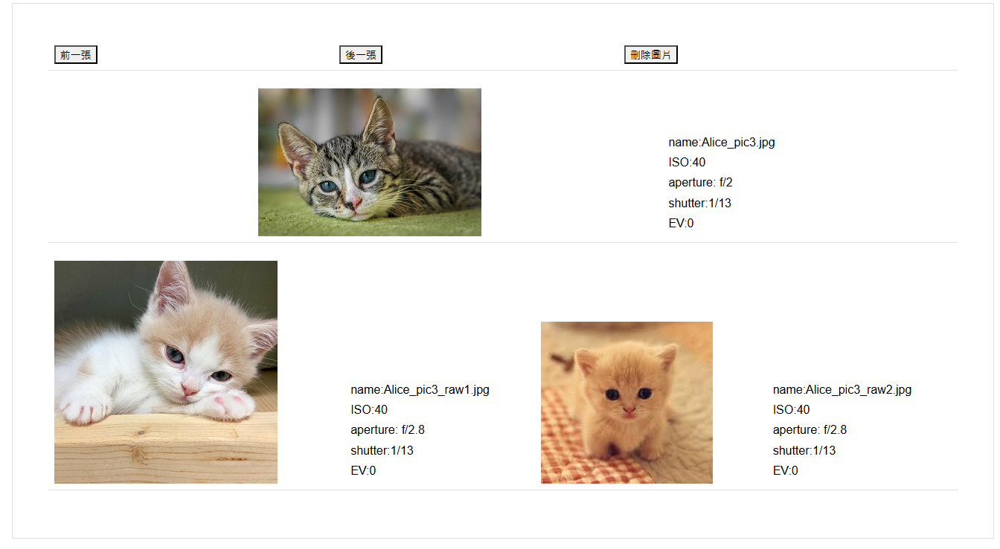 前一張
後一張
刪除圖片
name:Alice_pic3.jpg
ISO:40
aperture: f/2
shutter:1/13
EV:0
name:Alice_pic3_raw1.jpg
ISO:40
aperture: f/2.8
shutter:1/13
EV:0
name:Alice_pic3_raw2.jpg
ISO:40
aperture: f/2.8
shutter:1/13
EV:0